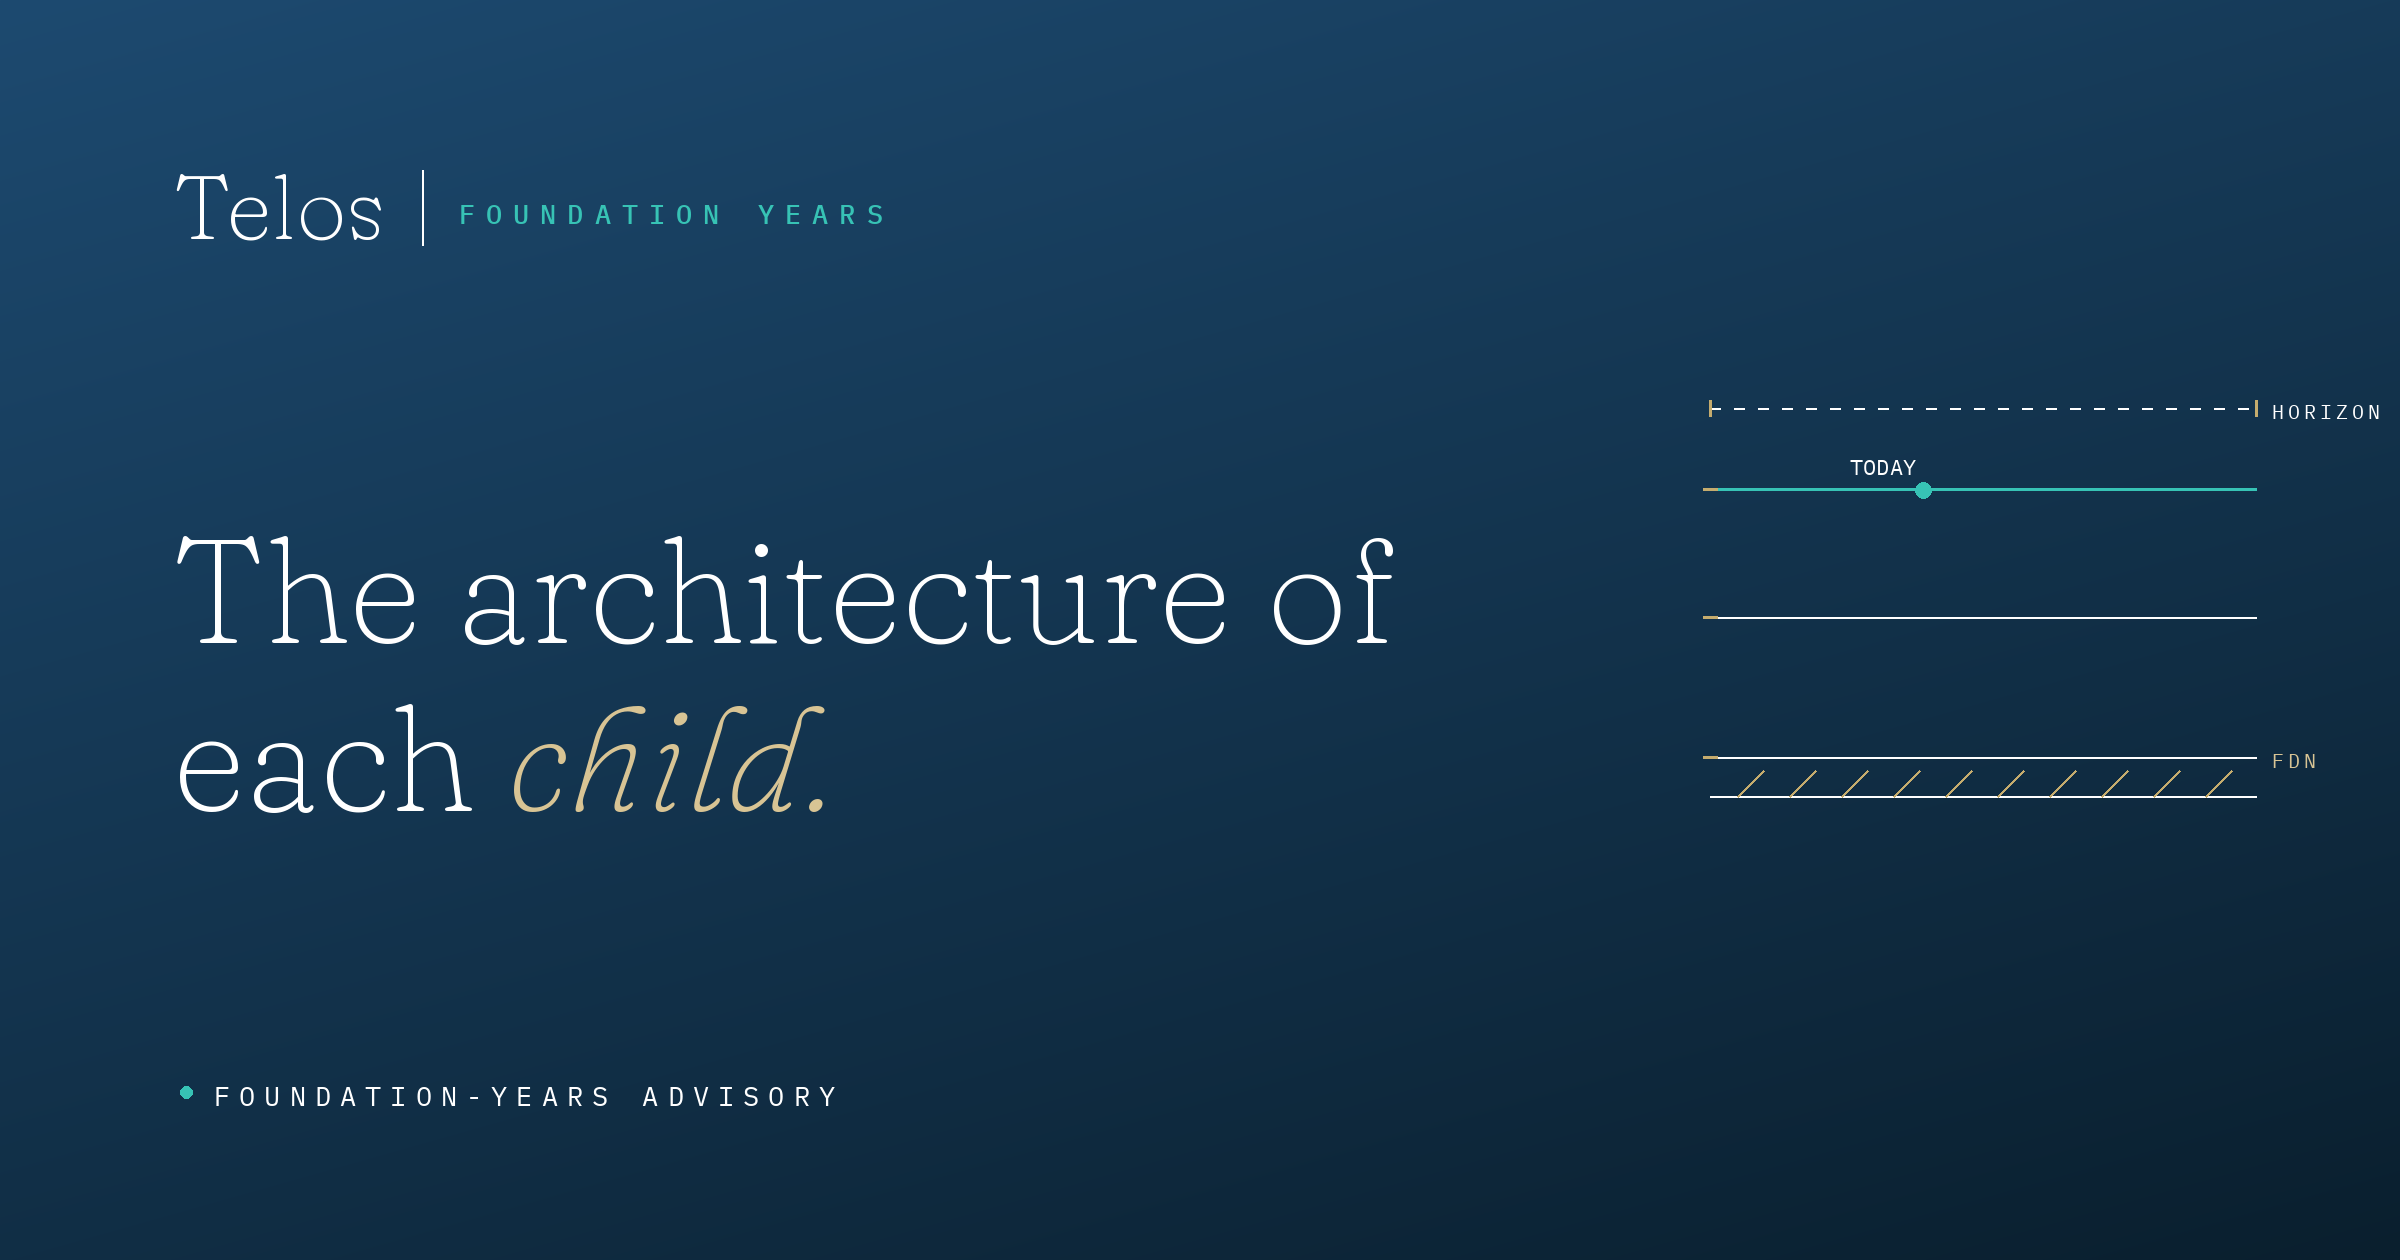 Telos | FOUNDATION YEARS
HORIZON
TODAY
The architecture of
each child.
FDN
FOUNDATION-YEARS ADVISORY